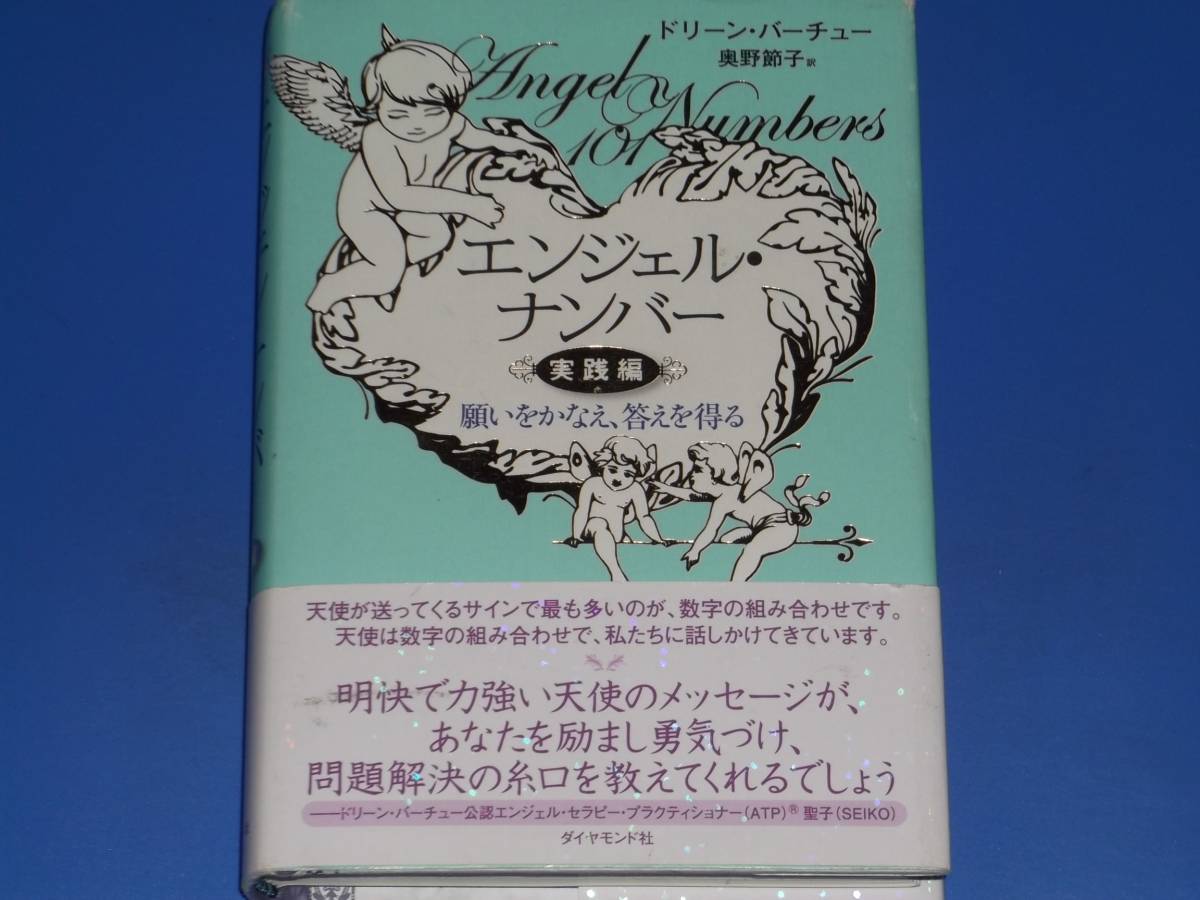 ドリーン・バーチュー
奥野節子訳
Angel Numbers
101
エンジェル・
ナンバー
実践編
願いをかなえ、答えを得る
天使が送ってくるサインで最も多いのが、数字の組み合わせです。
天使は数字の組み合わせで、私たちに話しかけてきています。
明快で力強い天使のメッセージが、
あなたを励まし勇気づけ、
問題解決の糸口を教えてくれるでしょう
——ドリーン・バーチュー公認エンジェル・セラピー・プラクティショナー(ATP)® 聖子(SEIKO)
ダイヤモンド社